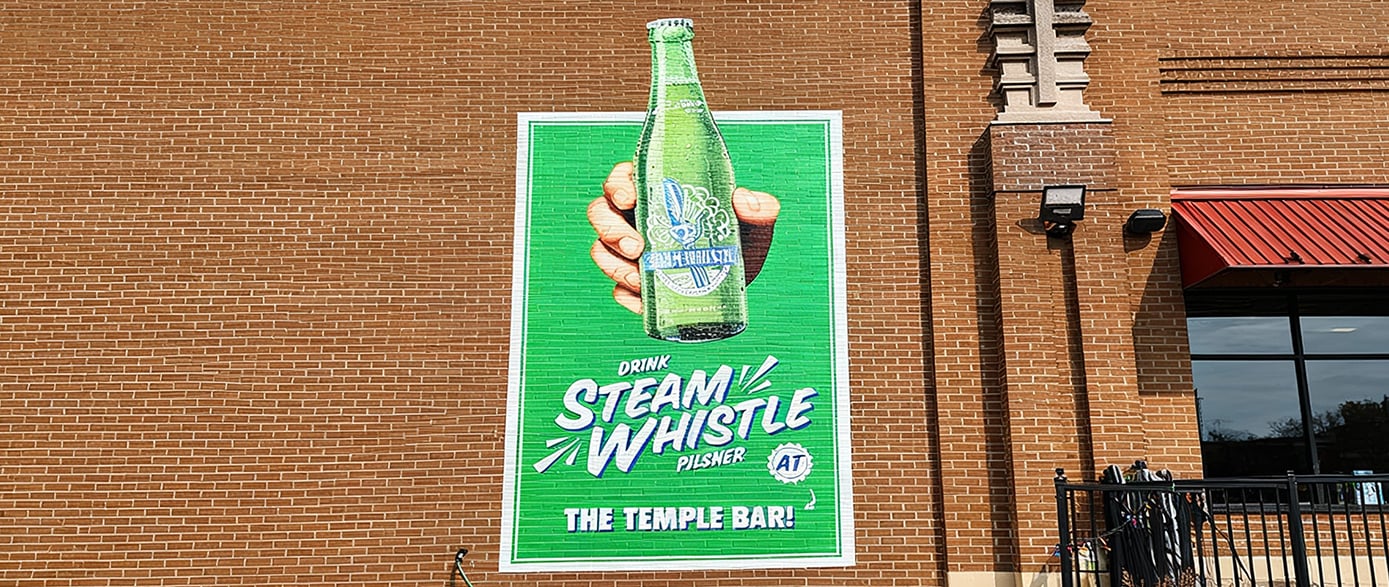 DRINK
STEAM
WHISTLE
PILSNER
AT
THE TEMPLE BAR!